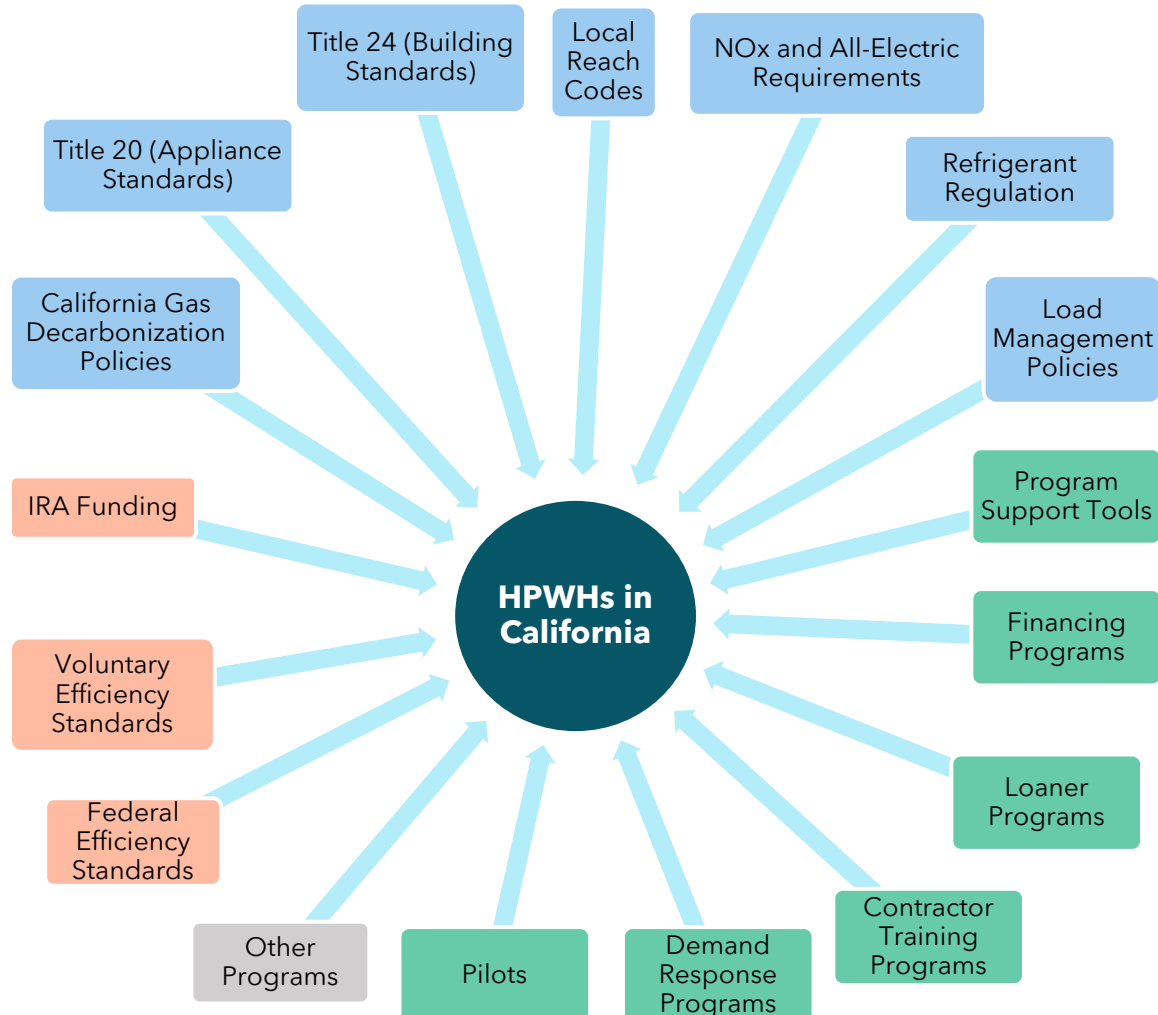 Title 24 (Building
Standards)
Local
Reach
Codes
NOx and All-Electric
Requirements
Title 20 (Appliance
Standards)
Refrigerant
Regulation
California Gas
Decarbonization
Policies
Load
Management
Policies
IRA Funding
Program
Support Tools
HPWHs in
California
Financing
Programs
Voluntary
Efficiency
Standards
Loaner
Programs
Federal
Efficiency
Standards
Contractor
Training
Programs
Other
Programs
Pilots
Demand
Response
Programs